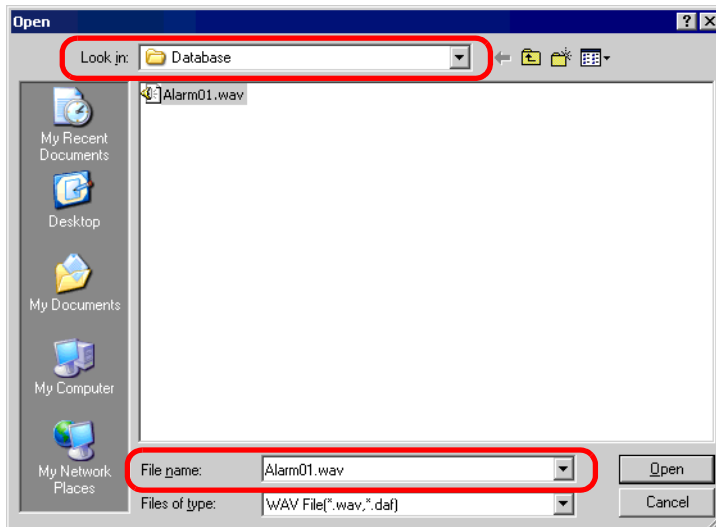 Open
Look in: Database
Alarm01.wav
My Recent
Documents
Desktop
My Documents
My Computer
My Network
Places
File name: Alarm01.wav Open
Files of type: WAV File(*.wav,*.daf) Cancel